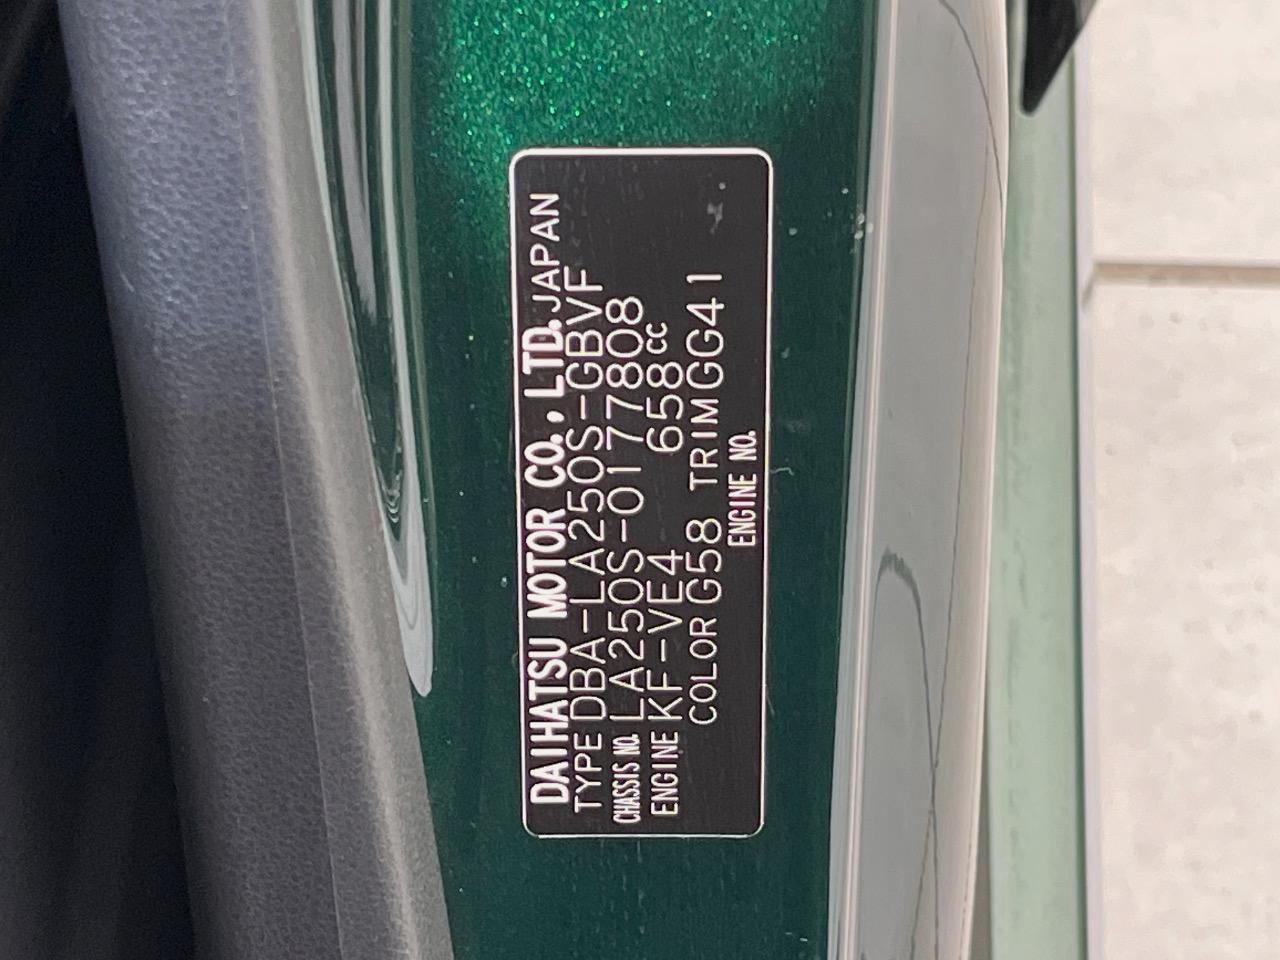 DAIHATSU MOTOR CO., LTD. JAPAN
TYPE DBA-LA250S-GBVF
CHASSIS NO. LA250S-0177808
ENGINE KF-VE4 658cc
COLOR G58 TRIM GG41
ENGINE NO.